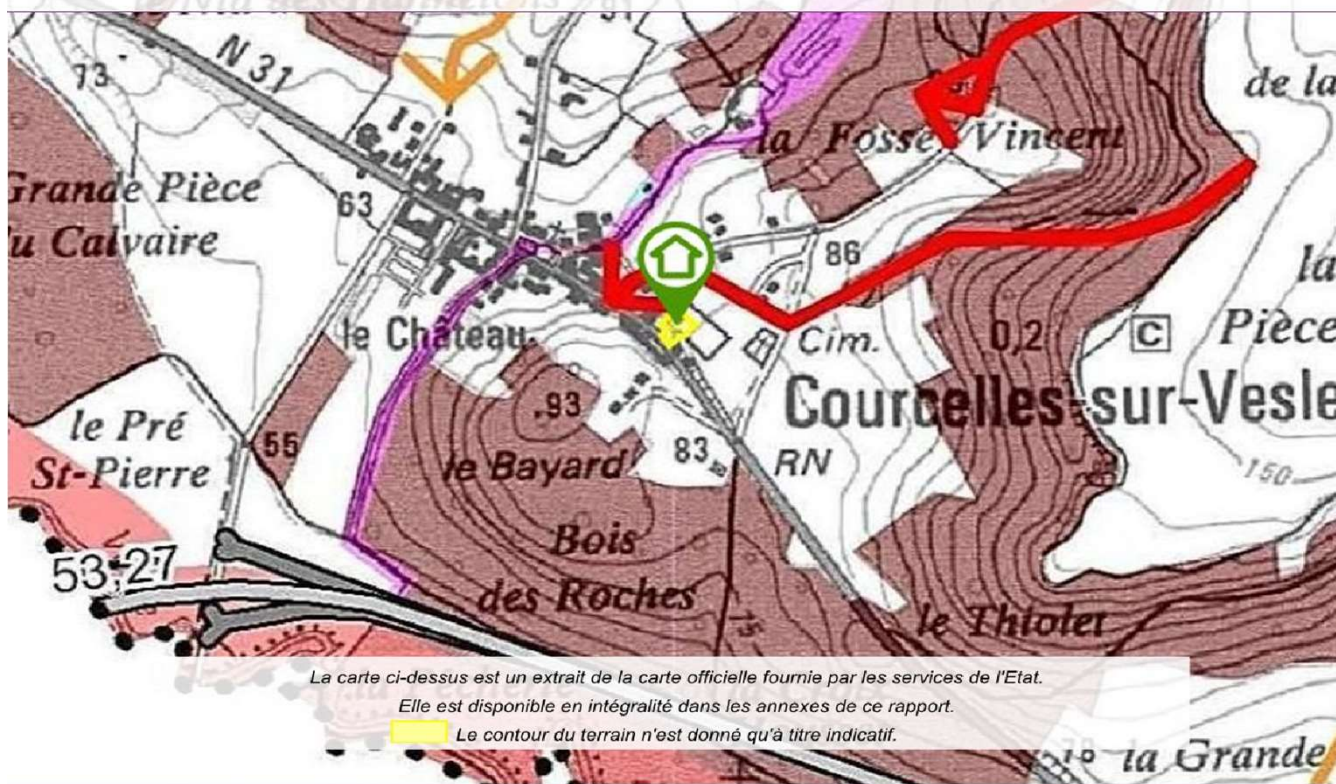 N 31
91
73
de la
la Fosse Vincent
Grande Pièce
du Calvaire
63
86
la
Pièce
le Château
Cim.
0,2
C
.93
Courcelles-sur-Vesle
le Pré
St-Pierre
55
le Bayard
83
RN
150
Bois
des Roches
53,27
75
le Thiolet
La carte ci-dessus est un extrait de la carte officielle fournie par les services de l'Etat.
Elle est disponible en intégralité dans les annexes de ce rapport.
Le contour du terrain n'est donné qu'à titre indicatif.
78
la Grande